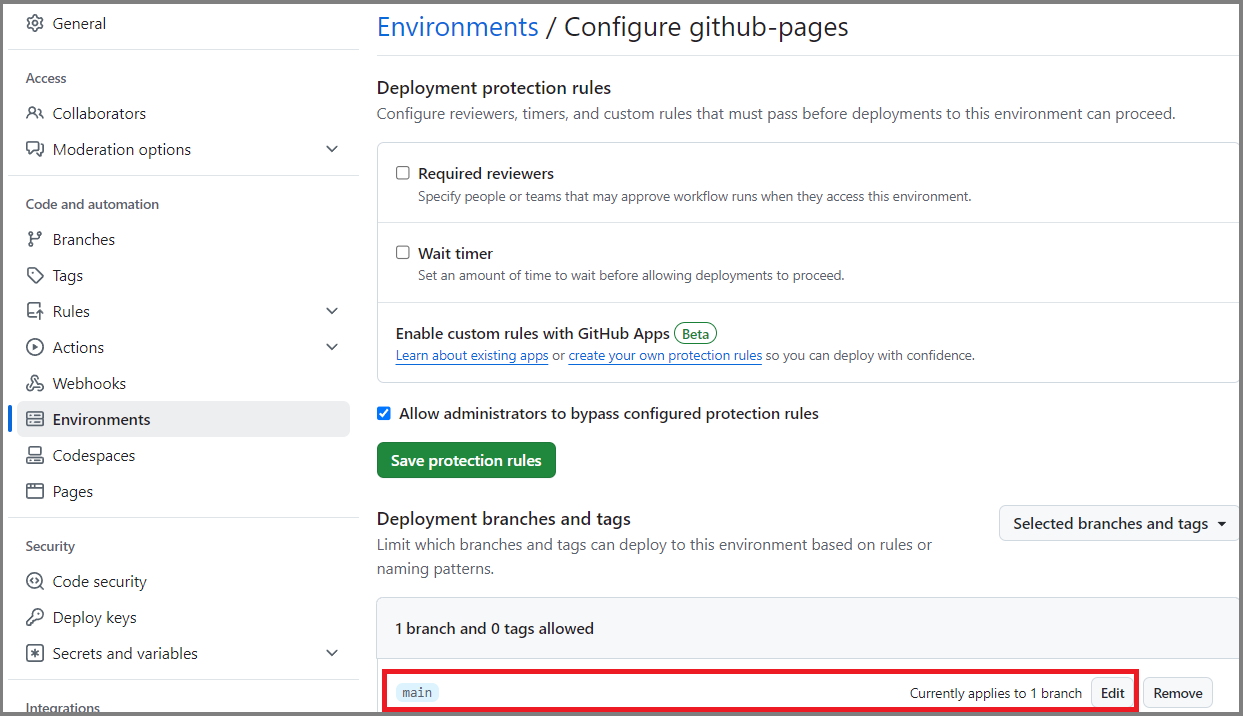 General
Access
Collaborators
Moderation options
Code and automation
Branches
Tags
Rules
Actions
Webhooks
Environments
Codespaces
Pages
Security
Code security
Deploy keys
Secrets and variables
Integrations
Environments / Configure github-pages
Deployment protection rules
Configure reviewers, timers, and custom rules that must pass before deployments to this environment can proceed.
Required reviewers
Specify people or teams that may approve workflow runs when they access this environment.
Wait timer
Set an amount of time to wait before allowing deployments to proceed.
Enable custom rules with GitHub Apps Beta
Learn about existing apps or create your own protection rules so you can deploy with confidence.
Allow administrators to bypass configured protection rules
Save protection rules
Deployment branches and tags
Limit which branches and tags can deploy to this environment based on rules or
naming patterns.
Selected branches and tags
1 branch and 0 tags allowed
main Currently applies to 1 branch Edit Remove